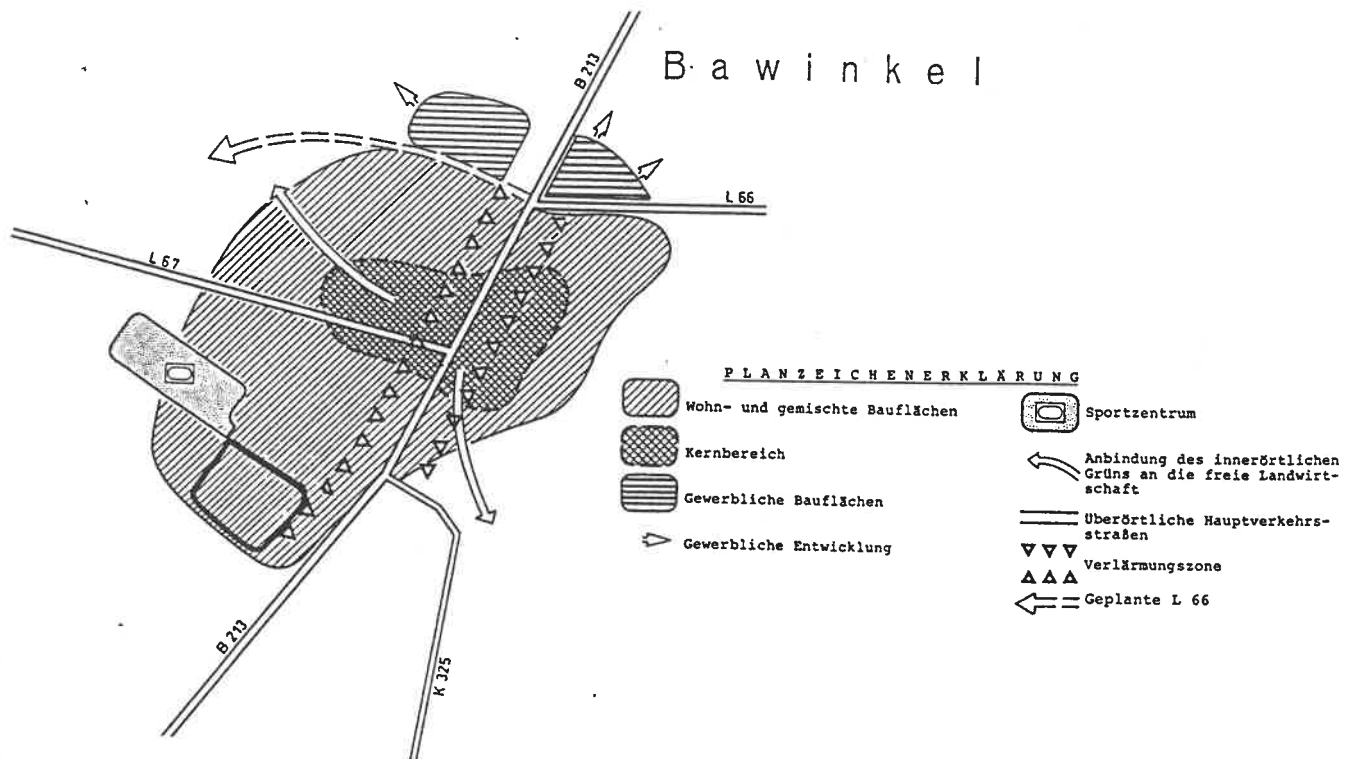 Bawinkel
B 213
L 66
L 67
B 213
K 325
PLANZEICHENERKLÄRUNG
Wohn- und gemischte Bauflächen
Kernbereich
Gewerbliche Bauflächen
Gewerbliche Entwicklung
Sportzentrum
Anbindung des innerörtlichen
Grüns an die freie Landwirt-
schaft
Überörtliche Hauptverkehrs-
straßen
Verlärmungszone
Geplante L 66